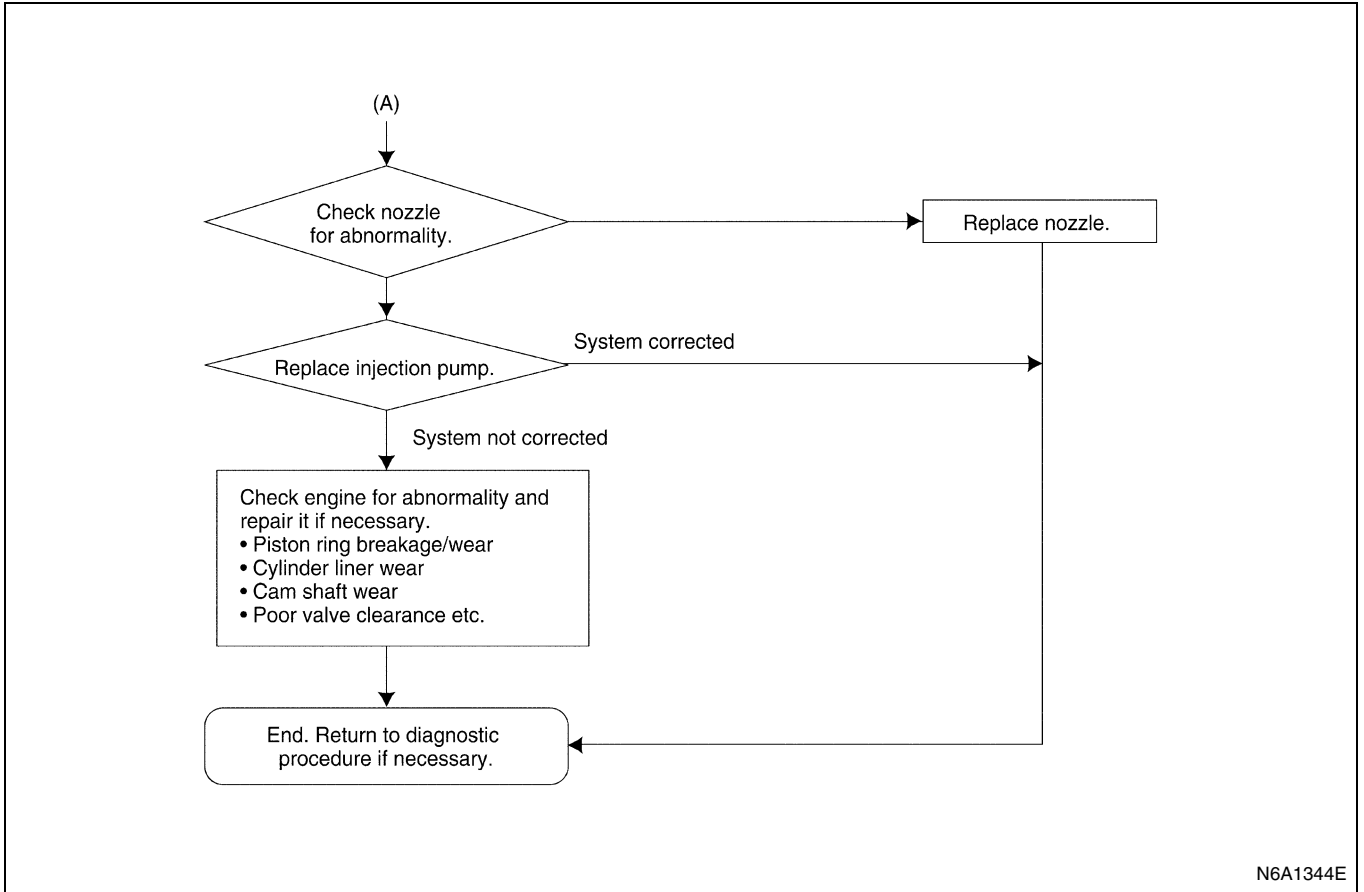 (A)
Check nozzle
for abnormality.
Replace nozzle.
System corrected
Replace injection pump.
System not corrected
Check engine for abnormality and
repair it if necessary.
• Piston ring breakage/wear
• Cylinder liner wear
• Cam shaft wear
• Poor valve clearance etc.
End. Return to diagnostic
procedure if necessary.
N6A1344E